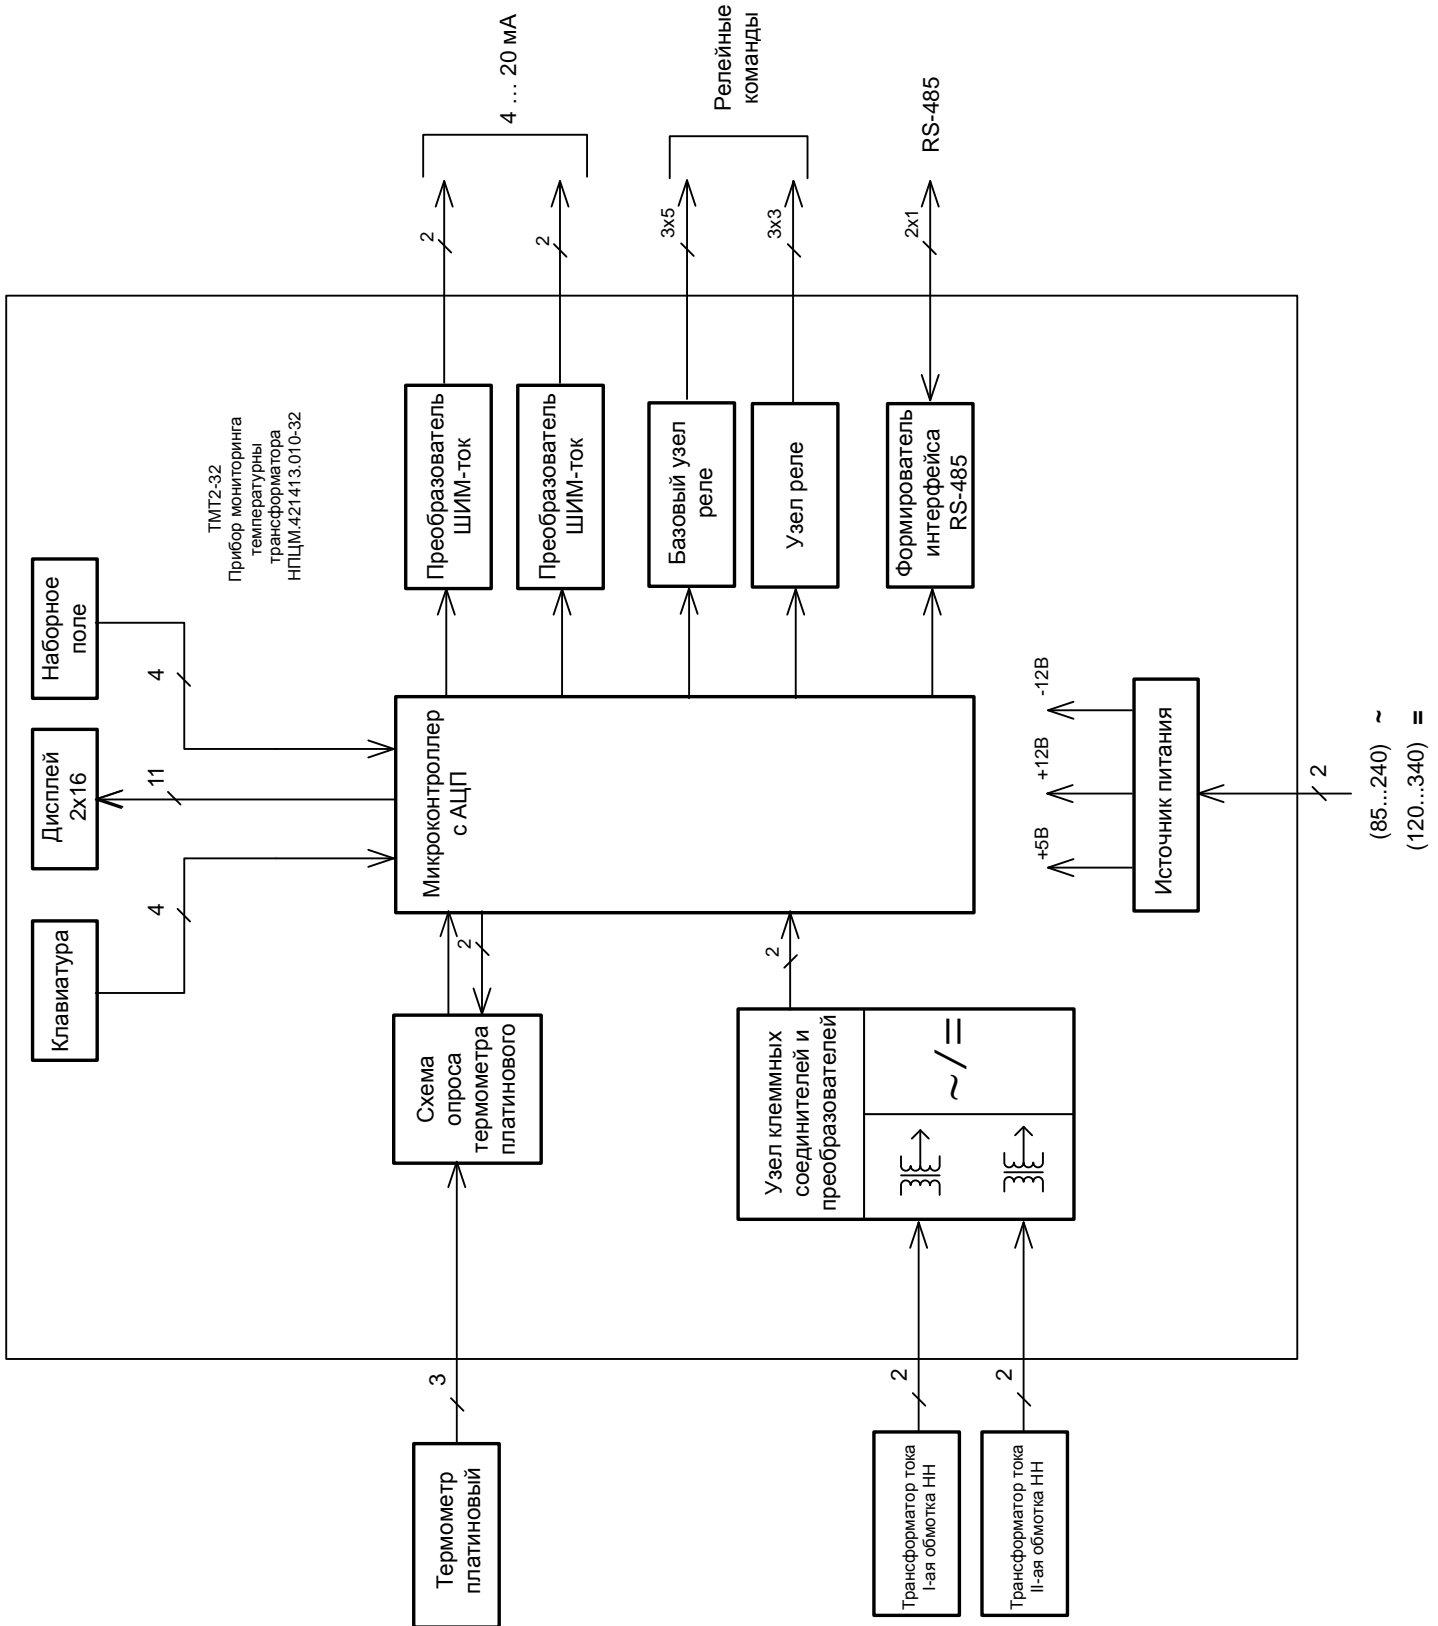 Термометр
платиновый
3
Трансформатор тока
I-ая обмотка НН
2
Трансформатор тока
II-ая обмотка НН
2
Клавиатура
4
Дисплей
2x16
11
Наборное
поле
4
ТМТ2-32
Прибор мониторинга
температурны
трансформатора
НПЦМ.421413.010-32
Схема
опроса
термометра
платинового
2
Узел клеммных
соединителей и
преобразователей
~/=
2
Микроконтроллер
с АЦП
Преобразователь
ШИМ-ток
2
Преобразователь
ШИМ-ток
2
4 … 20 мА
Базовый узел
реле
3x5
Узел реле
3x3
Релейные
команды
Формирователь
интерфейса
RS-485
2x1
RS-485
+5В
+12В
-12В
Источник питания
2
(85...240) ~
(120...340) =